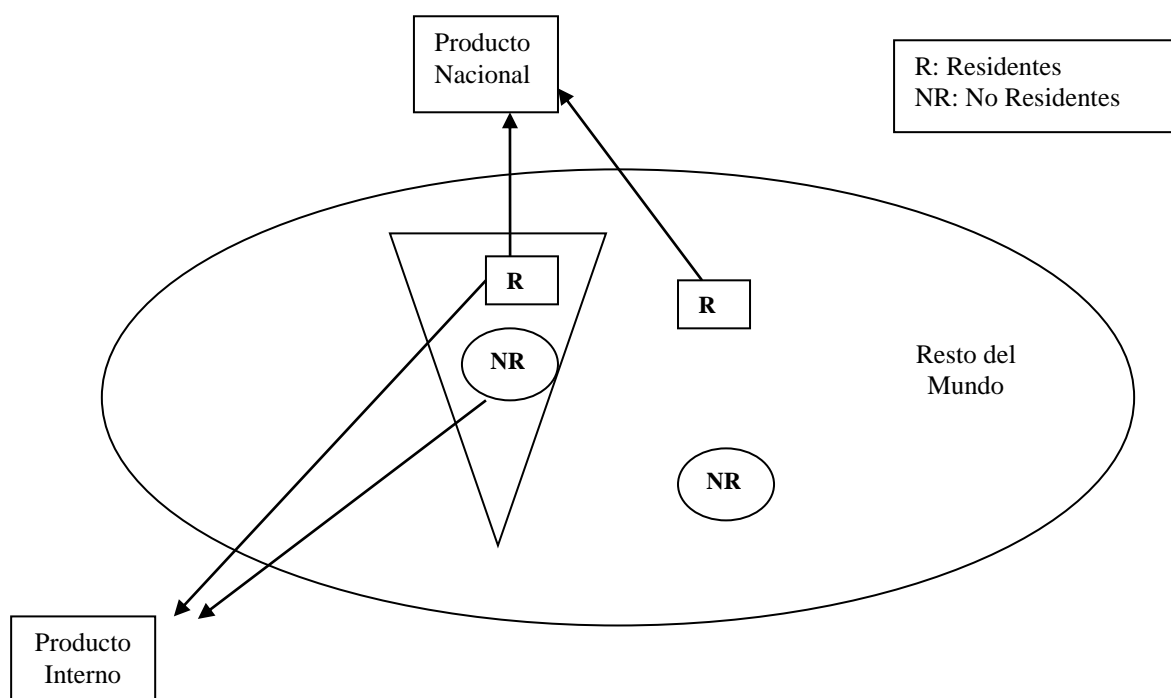 Producto
Nacional
R: Residentes
NR: No Residentes
R
R
NR
Resto del
Mundo
NR
Producto
Interno